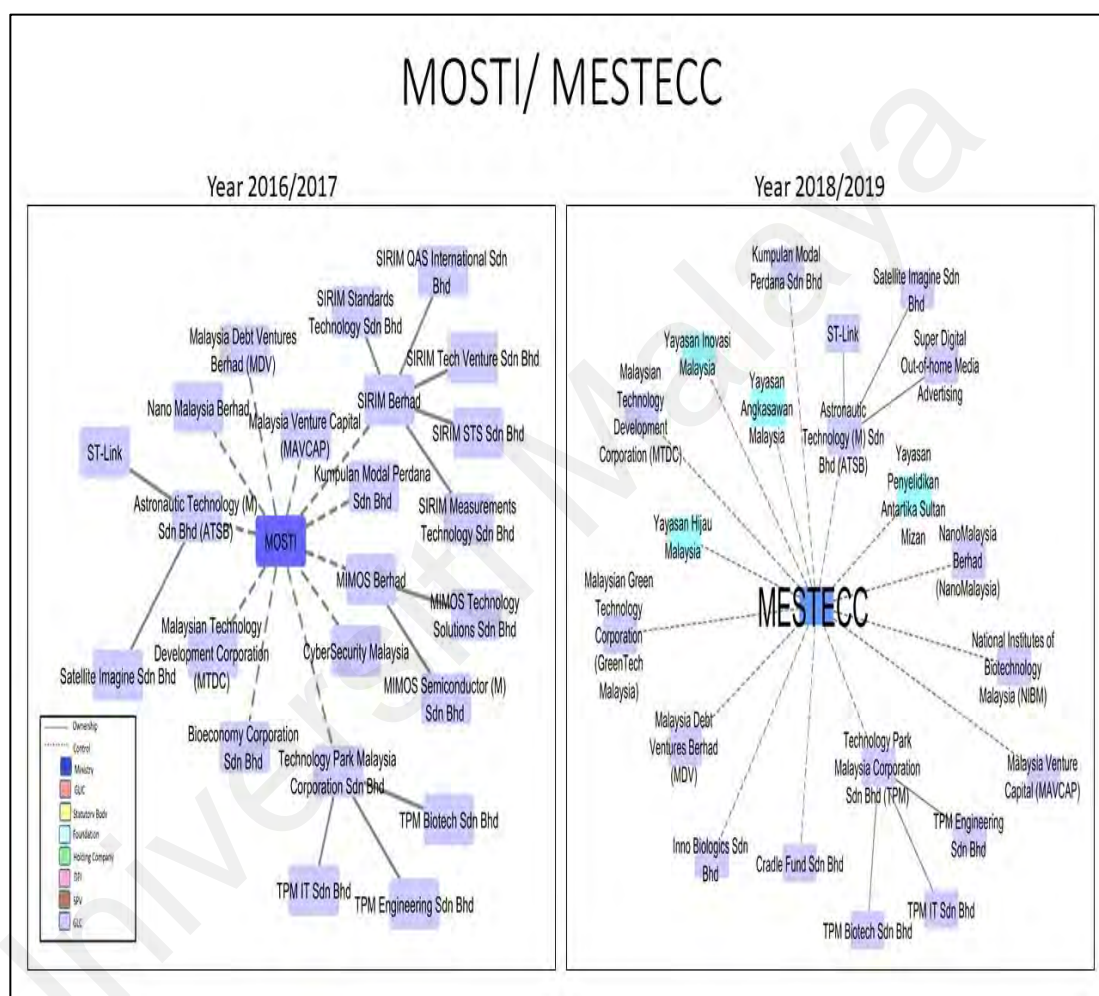 MOSTI/ MESTECC
Year 2016/2017
SIRIM QAS International Sdn
Bhd
SIRIM Standards
Technology Sdn Bhd
Malaysia Debt Ventures
Berhad (MDV)
SIRIM Tech Venture Sdn Bhd
Nano Malaysia Berhad
SIRIM Berhad
Malaysia Venture Capital
(MAVCAP)
SIRIM STS Sdn Bhd
ST-Link
Kumpulan Modal Perdana
Sdn Bhd
Astronautic Technology (M)
Sdn Bhd (ATSB)
SIRIM Measurements
Technology Sdn Bhd
MOSTI
MIMOS Berhad
MIMOS Technology
Solutions Sdn Bhd
Malaysian Technology
Development Corporation
(MTDC)
CyberSecurity Malaysia
Satellite Imagine Sdn Bhd
MIMOS Semiconductor (M)
Sdn Bhd
Bioeconomy Corporation
Sdn Bhd
Technology Park Malaysia
Corporation Sdn Bhd
TPM Biotech Sdn Bhd
TPM IT Sdn Bhd
TPM Engineering Sdn Bhd
Ownership
Control
Ministry
GLIC
Statutory Body
Foundation
Holding Company
SPV
GLC
Year 2018/2019
Kumpulan Modal
Perdana Sdn Bhd
Satellite Imagine Sdn
Bhd
ST-Link
Yayasan Inovasi
Malaysia
Super Digital
Out-of-home Media
Advertising
Malaysian
Technology
Development
Corporation (MTDC)
Yayasan
Angkasawan
Malaysia
Astronautic
Technology (M) Sdn
Bhd (ATSB)
Yayasan
Penyelidikan
Antartika Sultan
Mizan
Yayasan Hijau
Malaysia
NanoMalaysia
Berhad
(NanoMalaysia)
MESTECC
Malaysian Green
Technology
Corporation
(GreenTech
Malaysia)
National Institutes of
Biotechnology
Malaysia (NIBM)
Malaysia Debt
Ventures Berhad
(MDV)
Technology Park
Malaysia Corporation
Sdn Bhd (TPM)
Malaysia Venture
Capital (MAVCAP)
Inno Biologics Sdn
Bhd
Cradle Fund Sdn Bhd
TPM Engineering
Sdn Bhd
TPM IT Sdn Bhd
TPM Biotech Sdn Bhd
Universiti Malaya